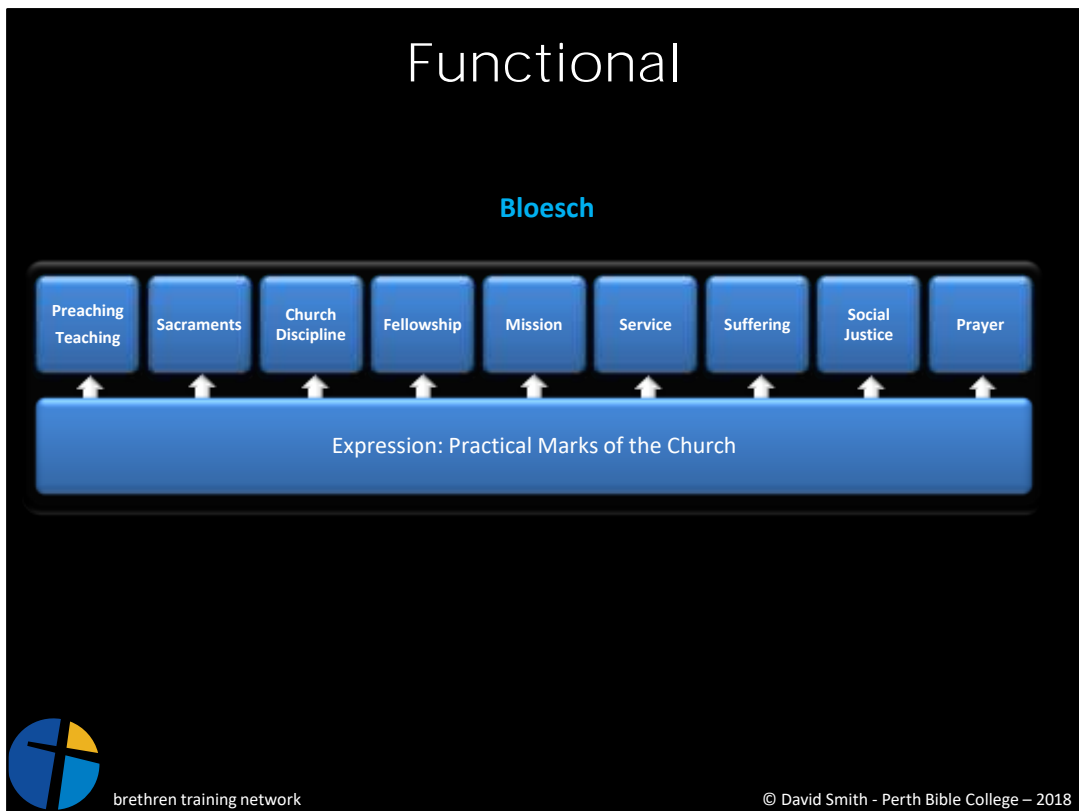 Functional
Bloesch
Preaching
Teaching
Sacraments
Church
Discipline
Fellowship
Mission
Service
Suffering
Social
Justice
Prayer
Expression: Practical Marks of the Church
brethren training network
© David Smith - Perth Bible College – 2018